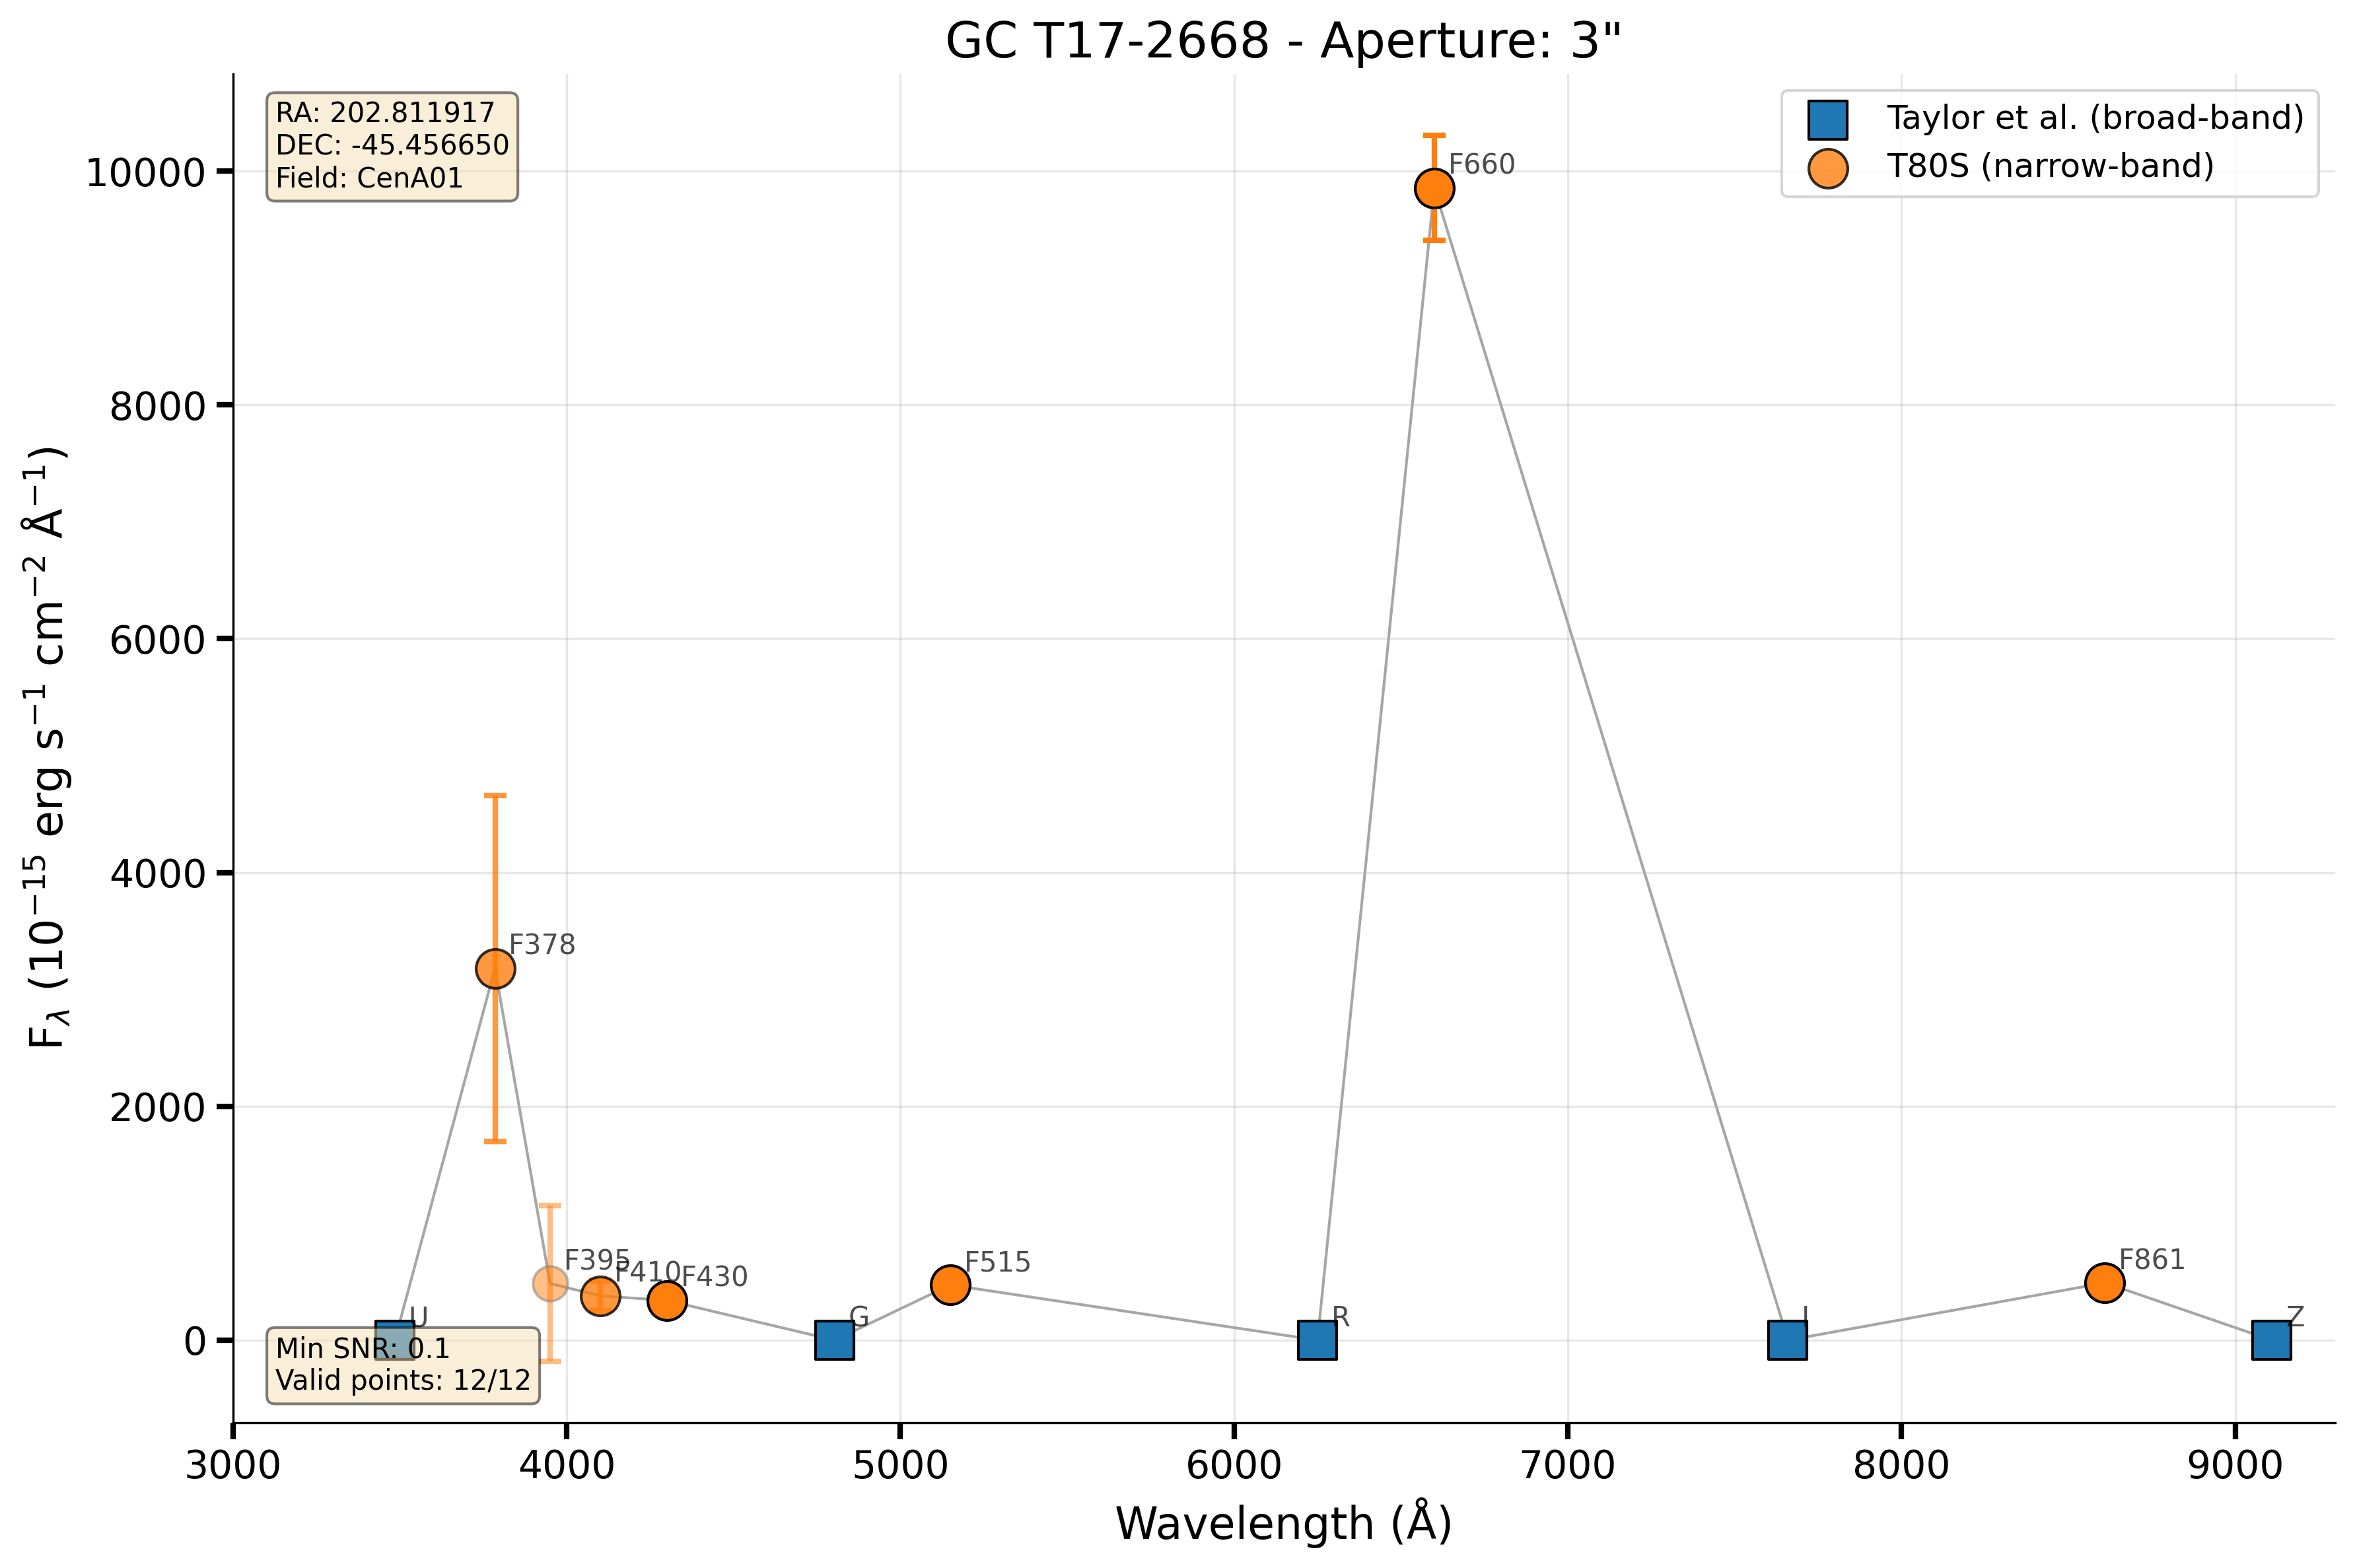 GC T17-2668 - Aperture: 3"
RA: 202.811917
DEC: -45.456650
Field: CenA01
Taylor et al. (broad-band)
T80S (narrow-band)
F660
F378
F395
F410
F430
F515
F861
U
G
R
I
Z
Min SNR: 0.1
Valid points: 12/12
10000
8000
6000
4000
2000
0
3000 4000 5000 6000 7000 8000 9000
Wavelength (Å)
F_λ (10⁻¹⁵ erg s⁻¹ cm⁻² Å⁻¹)